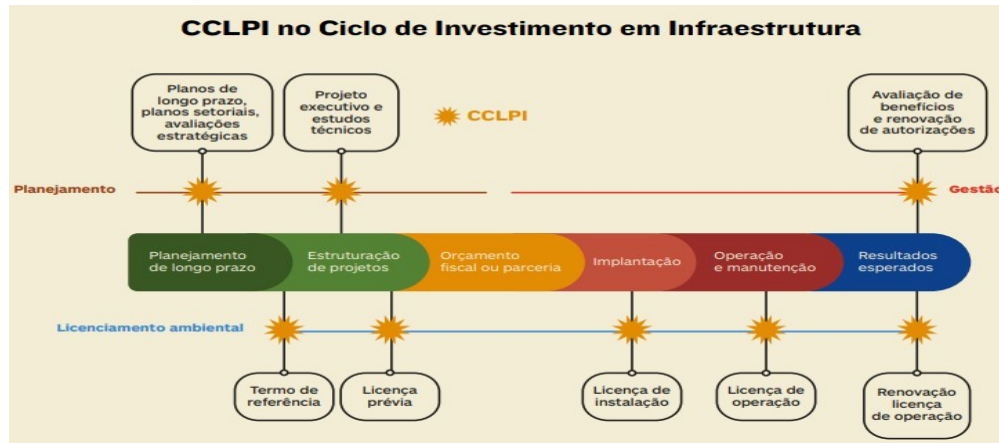 CCLPI no Ciclo de Investimento em Infraestrutura
Planos de
longo prazo,
planos setoriais,
avaliações
estratégicas
Projeto
executivo e
estudos
técnicos
CCLPI
Avaliação de
benefícios
e renovação
de autorizações
Planejamento
Gestão
Planejamento
de longo prazo
Estruturação
de projetos
Orçamento
fiscal ou parceria
Implantação
Operação
e manutenção
Resultados
esperados
Licenciamento ambiental
Termo de
referência
Licença
prévia
Licença de
instalação
Licença de
operação
Renovação
licença
de operação